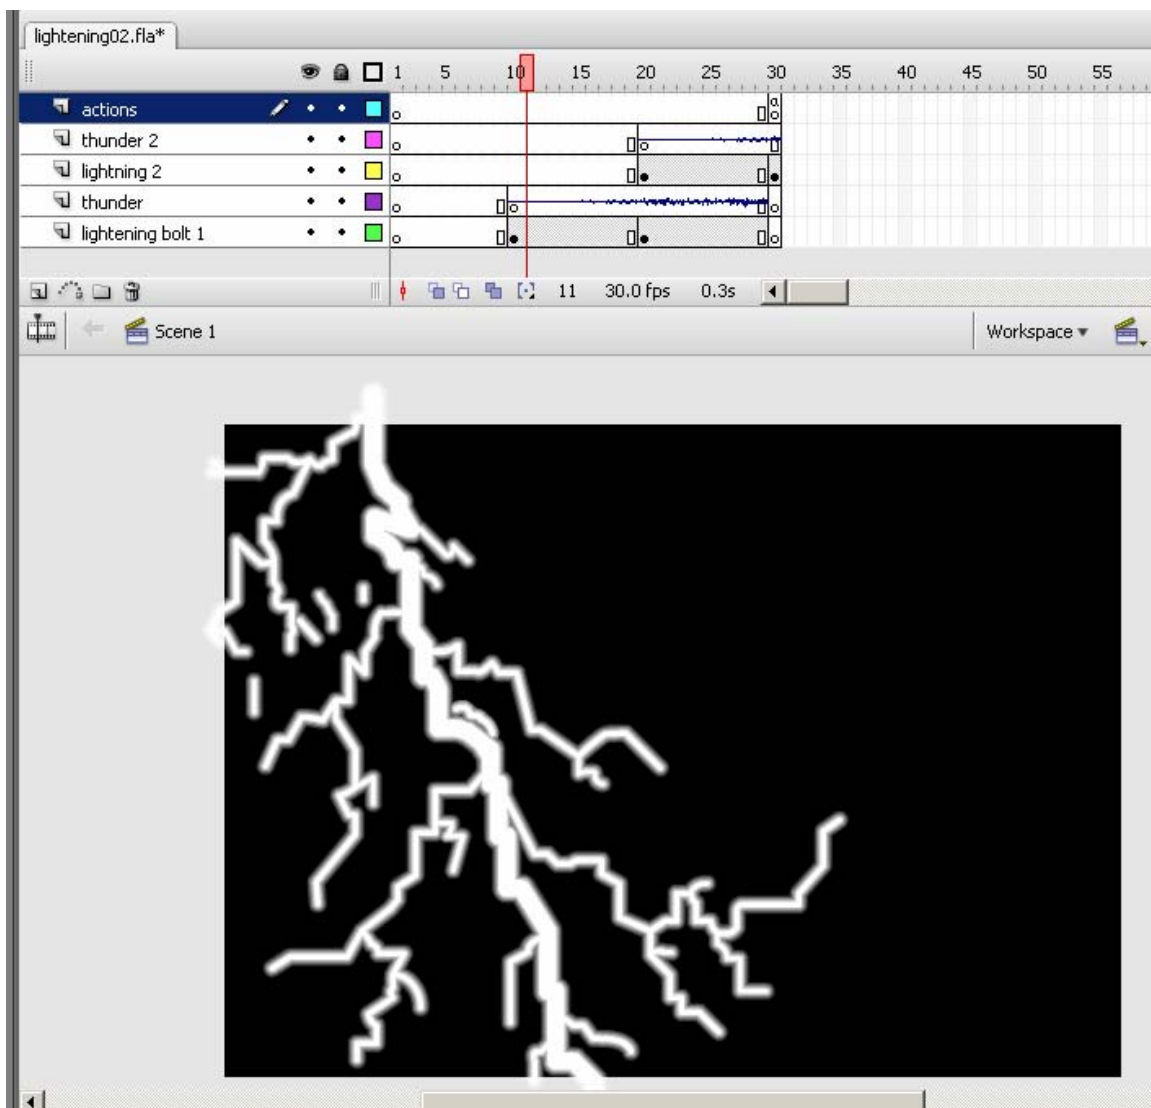 lightening02.fla*
1 5 10 15 20 25 30 35 40 45 50 55
actions a
thunder 2
lightning 2
thunder
lightening bolt 1
11 30.0 fps 0.3s
Scene 1 Workspace